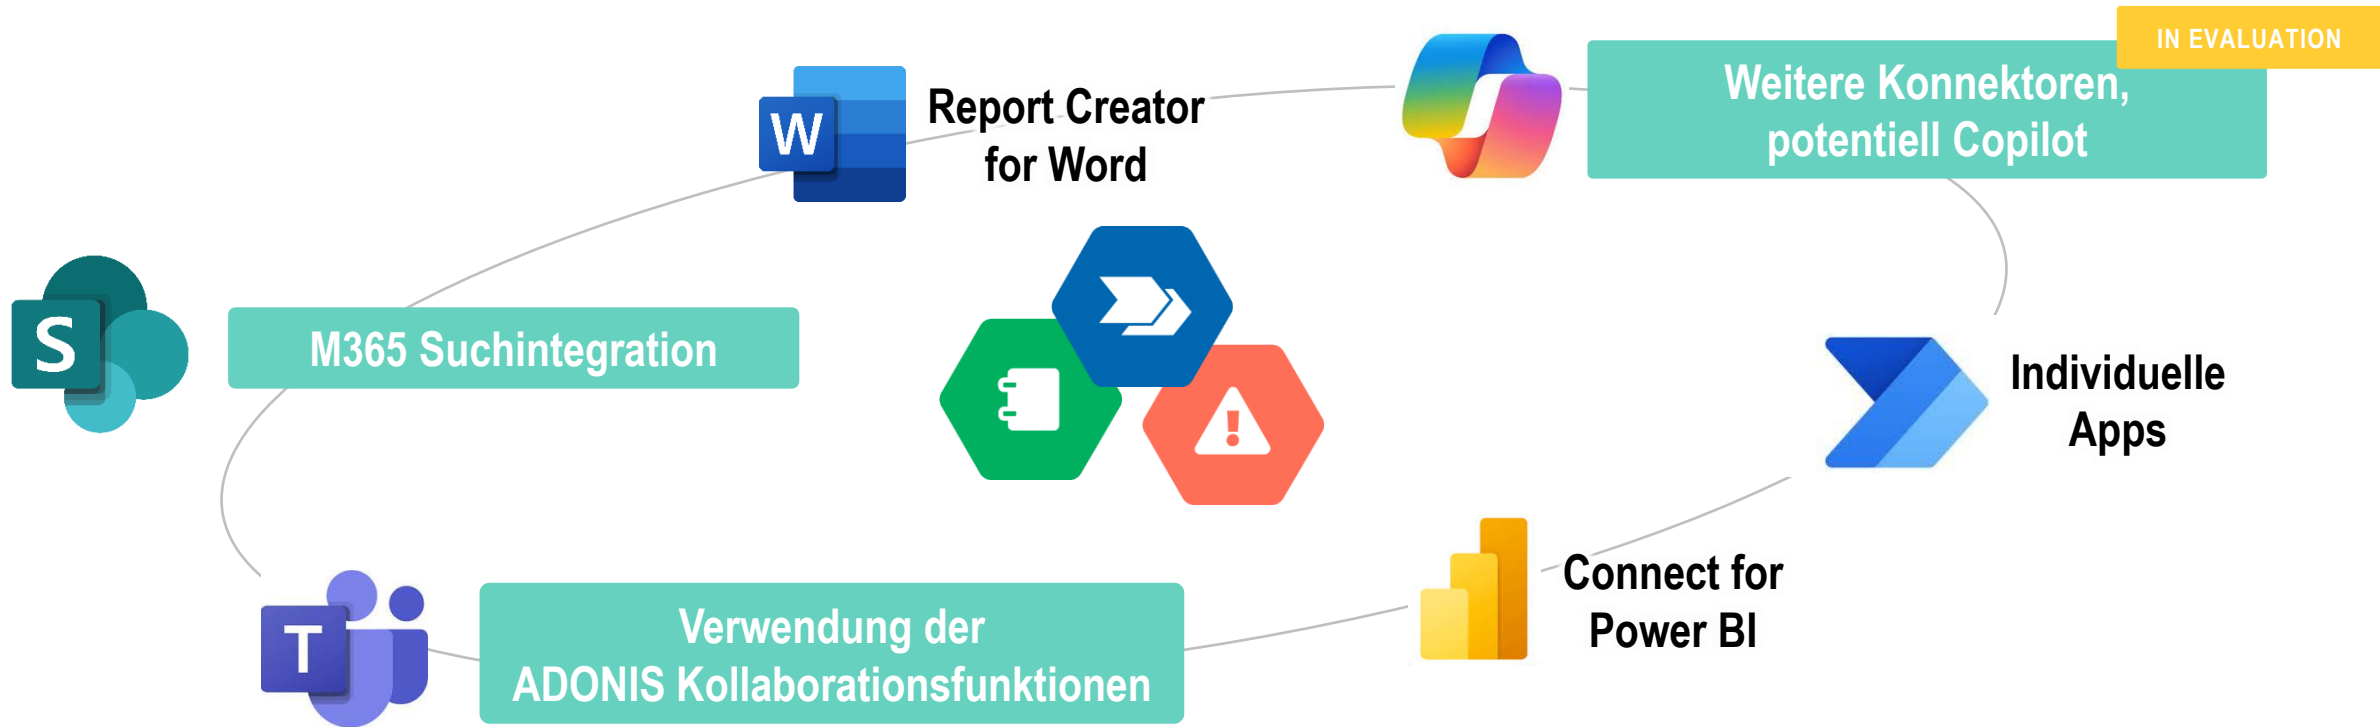 IN EVALUATION
Report Creator
for Word
Weitere Konnektoren,
potentiell Copilot
W
S
M365 Suchintegration
Individuelle
Apps
T
Verwendung der
ADONIS Kollaborationsfunktionen
Connect for
Power BI